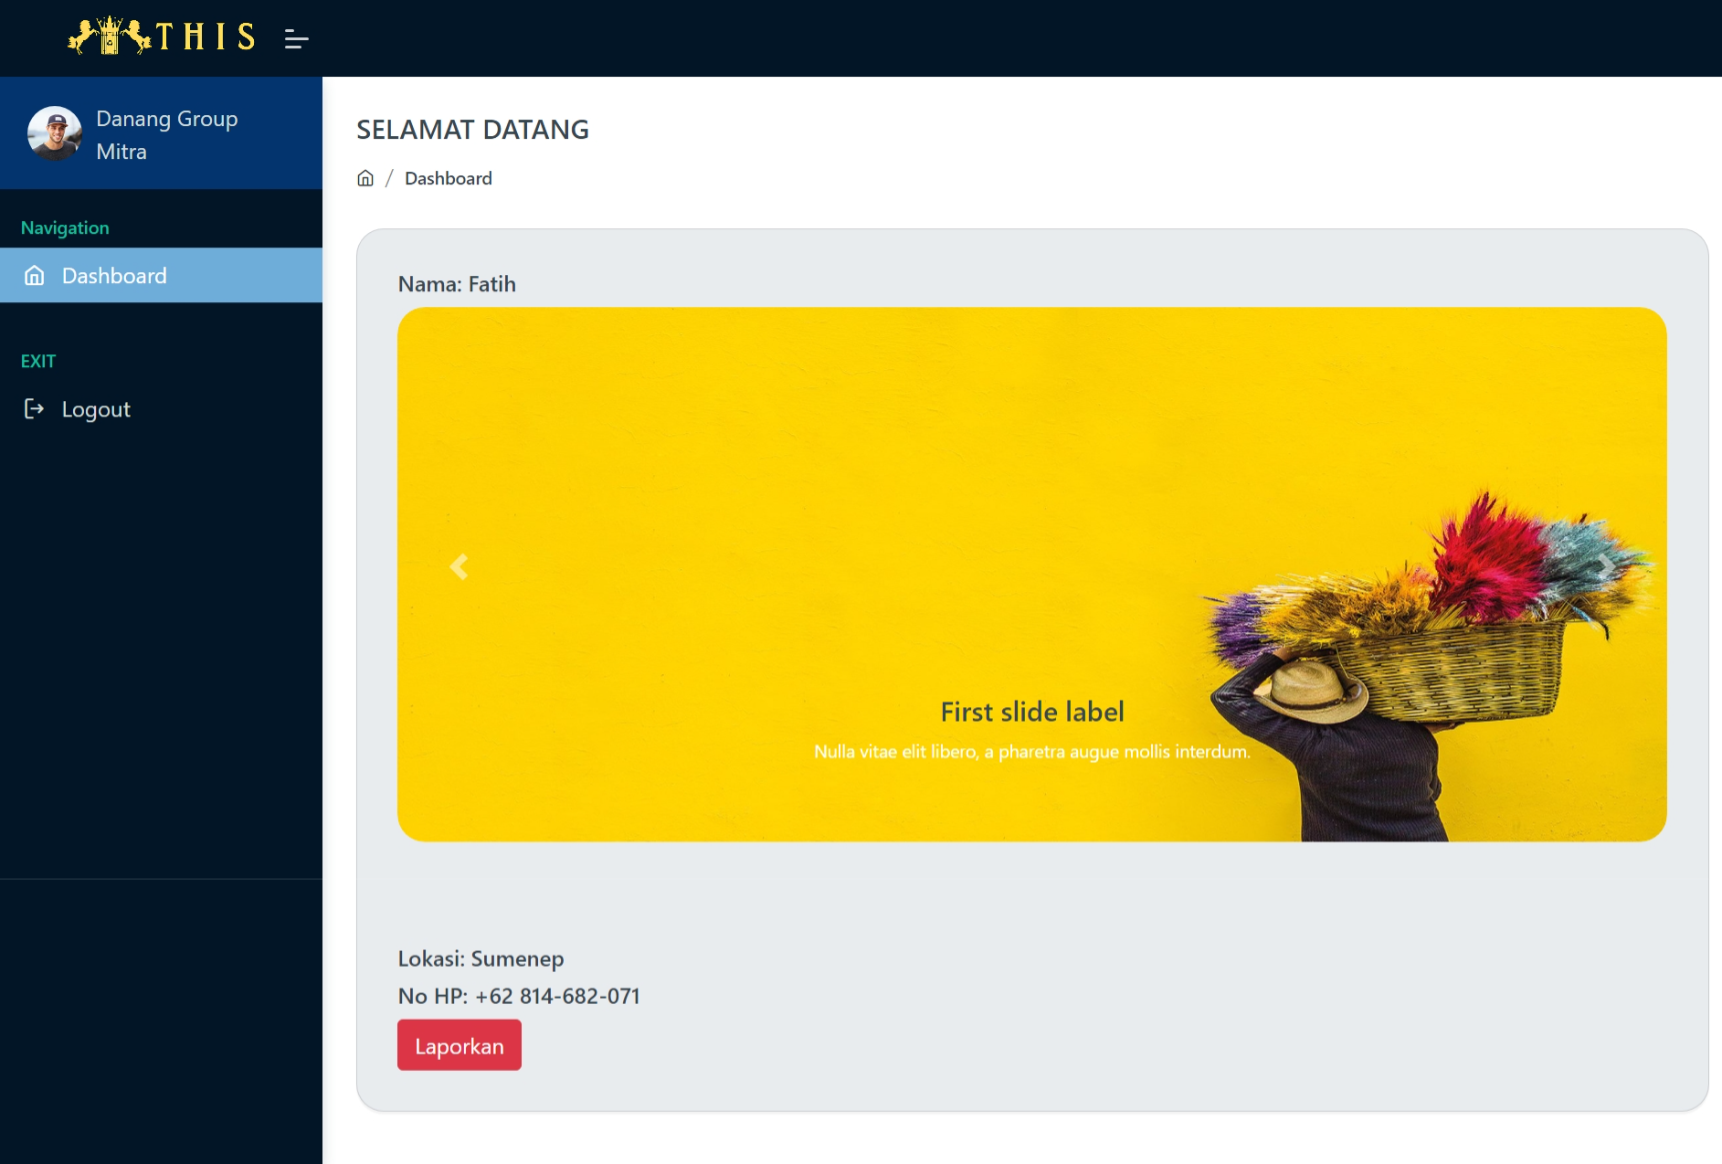 THIS
Danang Group
Mitra
Navigation
Dashboard
EXIT
Logout
SELAMAT DATANG
/ Dashboard
Nama: Fatih
First slide label
Nulla vitae elit libero, a pharetra augue mollis interdum.
Lokasi: Sumenep
No HP: +62 814-682-071
Laporkan